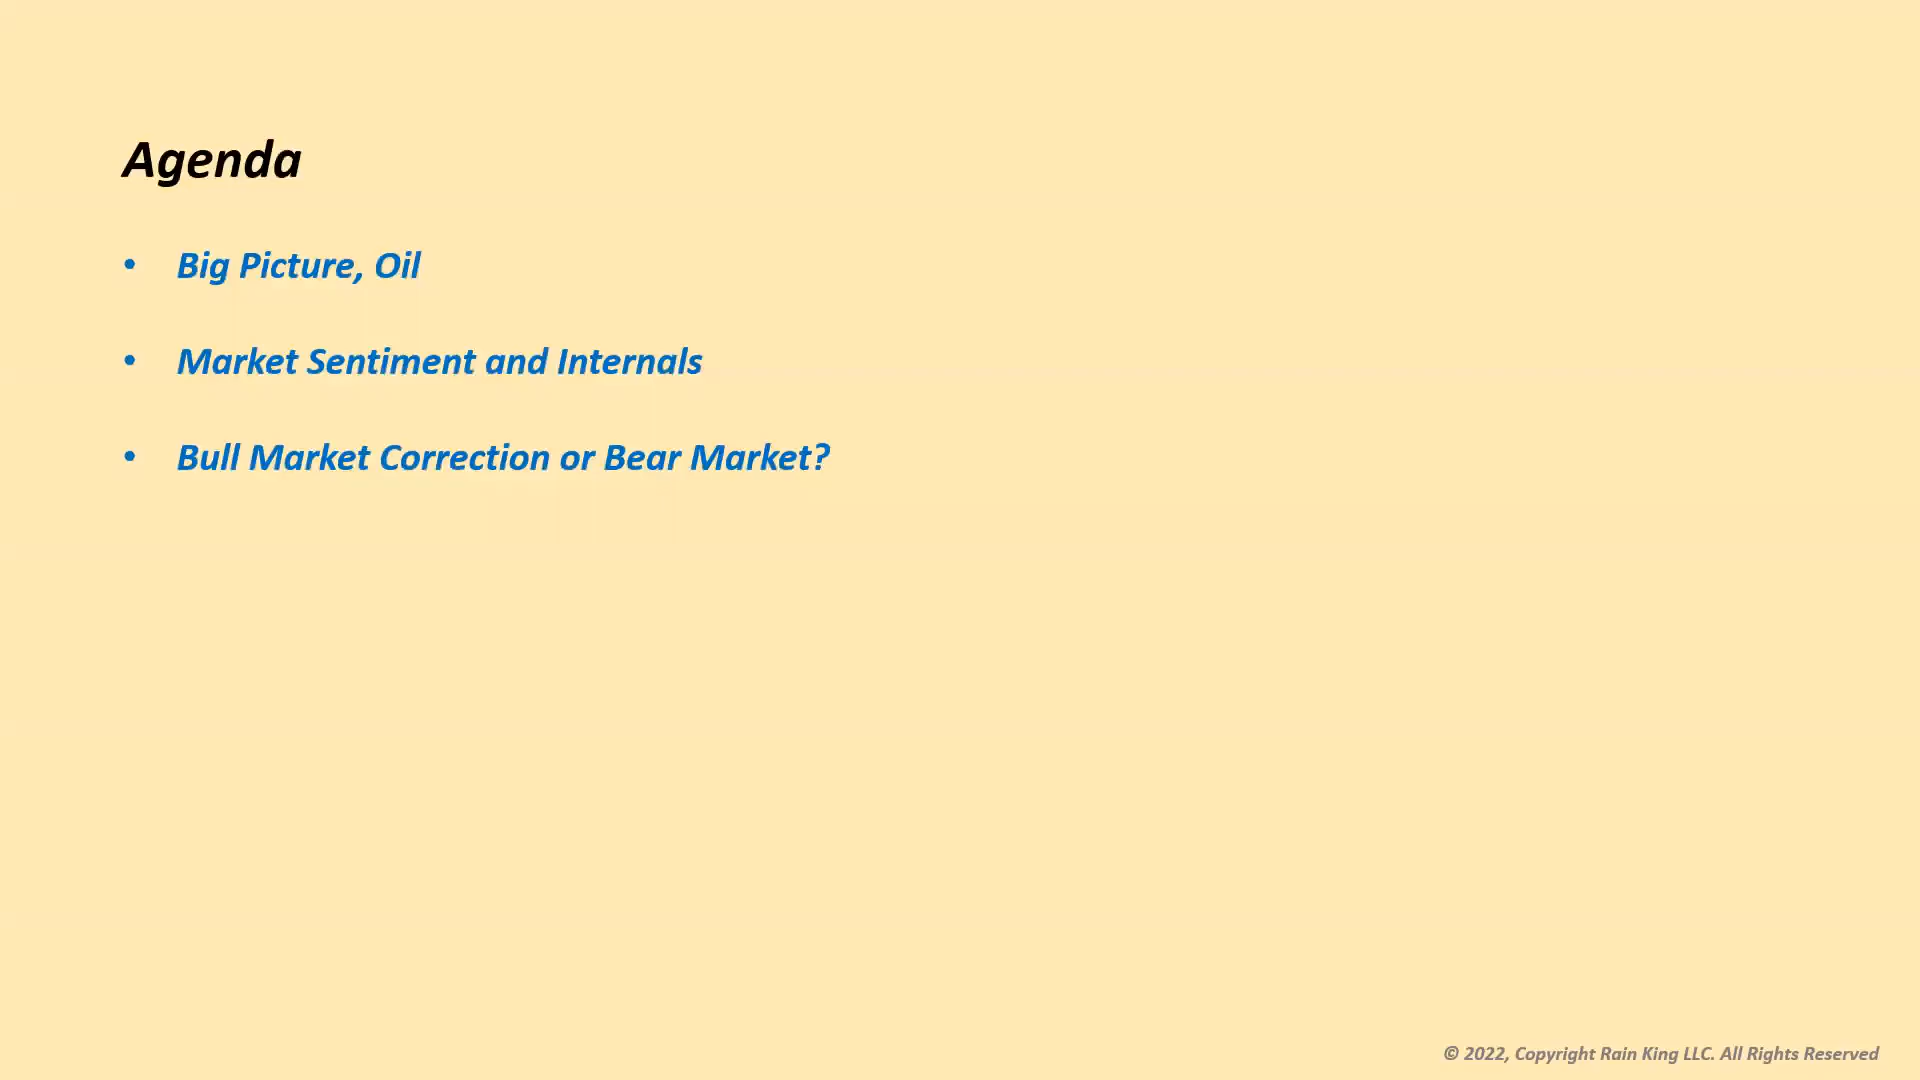 Agenda
• Big Picture, Oil
• Market Sentiment and Internals
• Bull Market Correction or Bear Market?
© 2022, Copyright Rain King LLC. All Rights Reserved